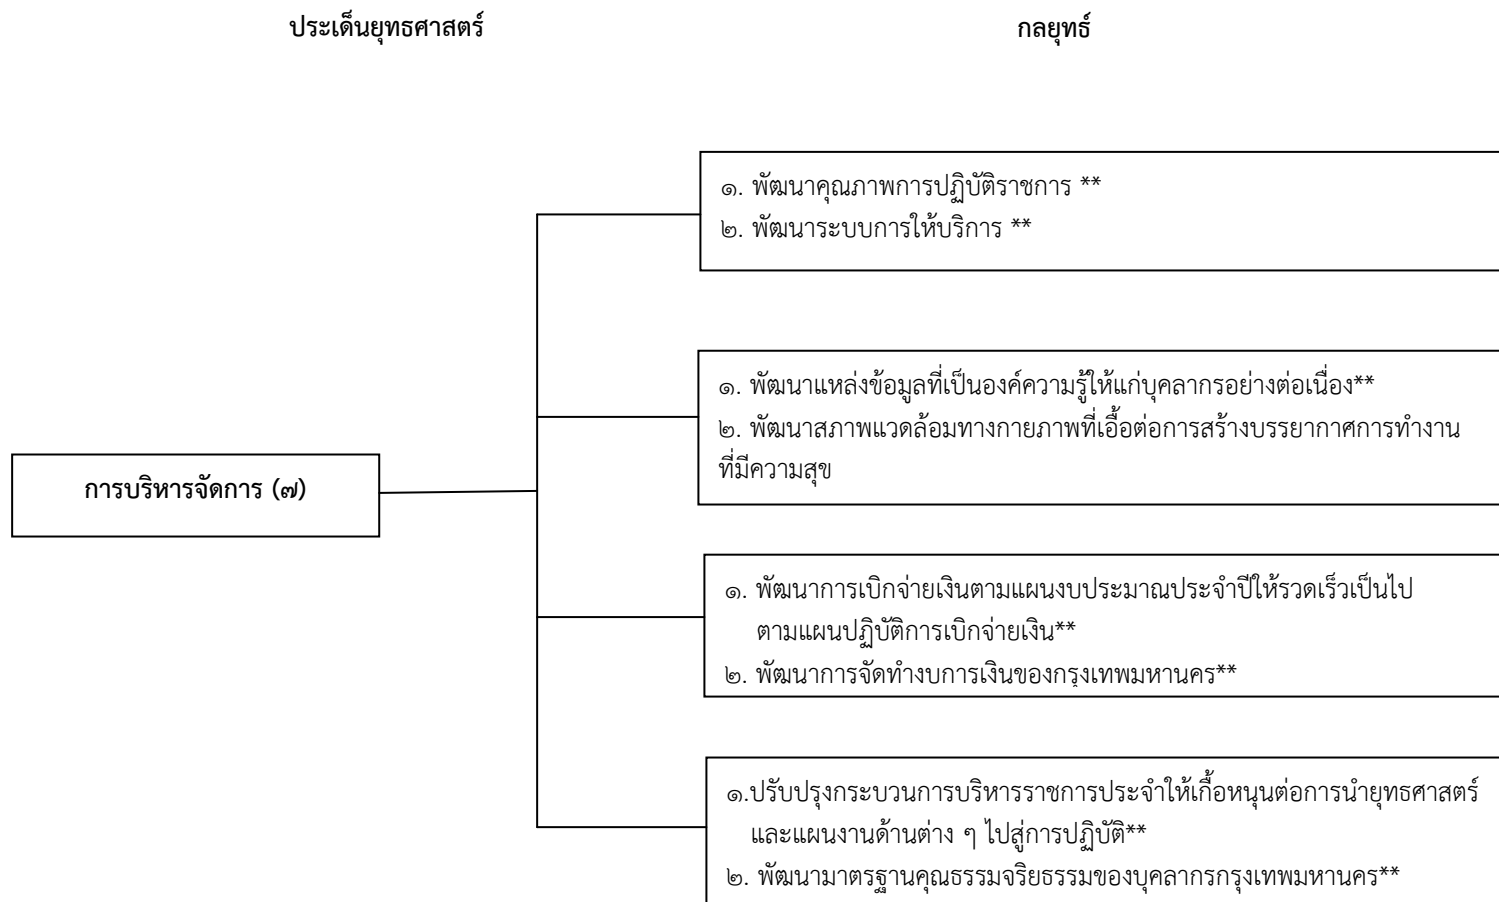 ประเด็นยุทธศาสตร์
กลยุทธ์
๑. พัฒนาคุณภาพการปฏิบัติราชการ **
๒. พัฒนาระบบการให้บริการ **
๑. พัฒนาแหล่งข้อมูลที่เป็นองค์ความรู้ให้แก่บุคลากรอย่างต่อเนื่อง**
๒. พัฒนาสภาพแวดล้อมทางกายภาพที่เอื้อต่อการสร้างบรรยากาศการทำงาน
ที่มีความสุข
การบริหารจัดการ (๗)
๑. พัฒนาการเบิกจ่ายเงินตามแผนงบประมาณประจำปีให้รวดเร็วเป็นไป
ตามแผนปฏิบัติการเบิกจ่ายเงิน**
๒. พัฒนาการจัดทำงบการเงินของกรุงเทพมหานคร**
๑.ปรับปรุงกระบวนการบริหารราชการประจำให้เกื้อหนุนต่อการนำยุทธศาสตร์
และแผนงานด้านต่าง ๆ ไปสู่การปฏิบัติ**
๒. พัฒนามาตรฐานคุณธรรมจริยธรรมของบุคลากรกรุงเทพมหานคร**